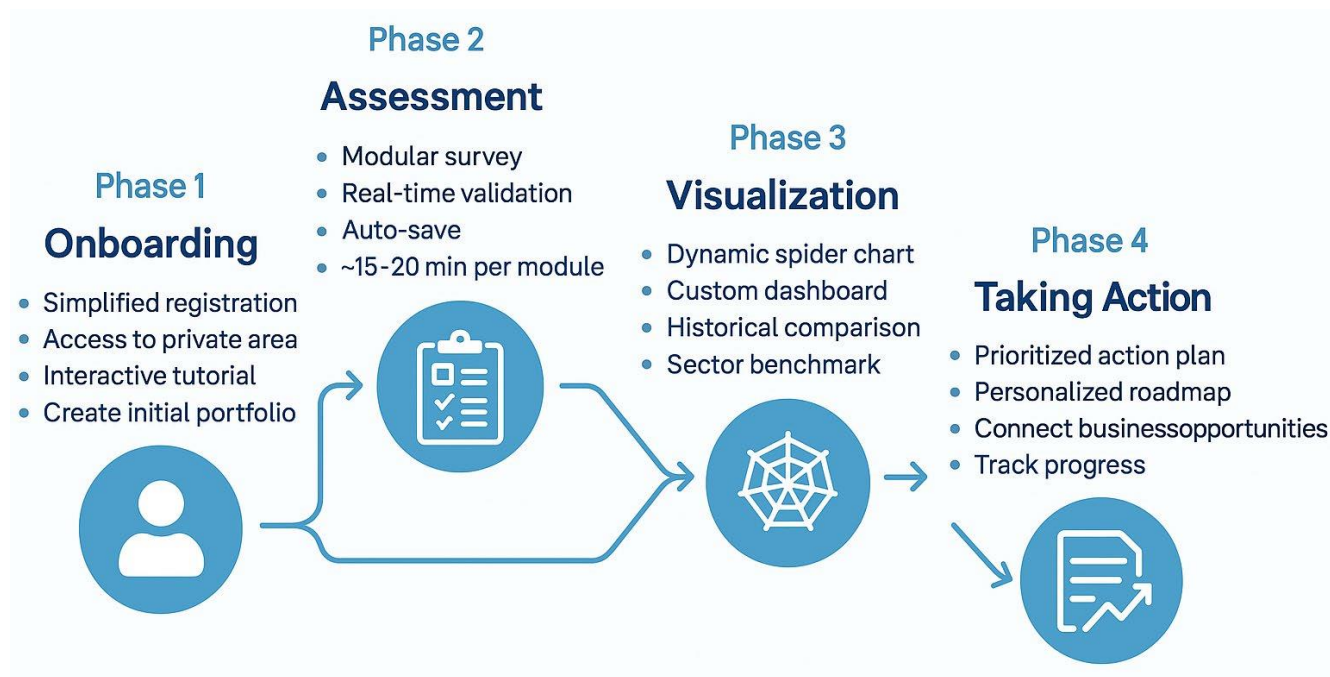 Phase 1
Onboarding
• Simplified registration
• Access to private area
• Interactive tutorial
• Create initial portfolio
Phase 2
Assessment
• Modular survey
• Real-time validation
• Auto-save
• ~15-20 min per module
Phase 3
Visualization
• Dynamic spider chart
• Custom dashboard
• Historical comparison
• Sector benchmark
Phase 4
Taking Action
• Prioritized action plan
• Personalized roadmap
• Connect businessopportunities
• Track progress